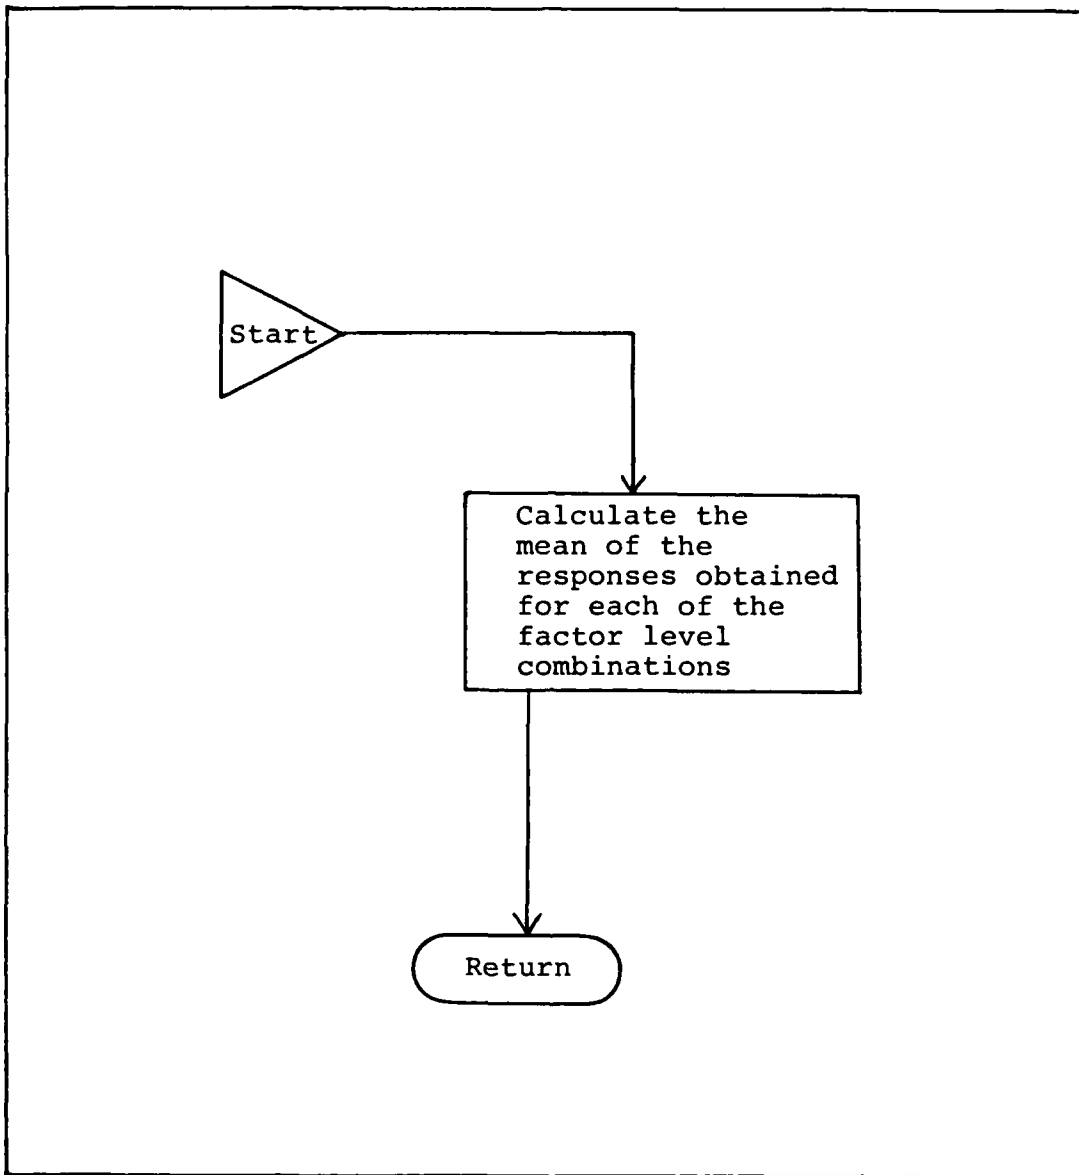 Start
Calculate the
mean of the
responses obtained
for each of the
factor level
combinations
Return